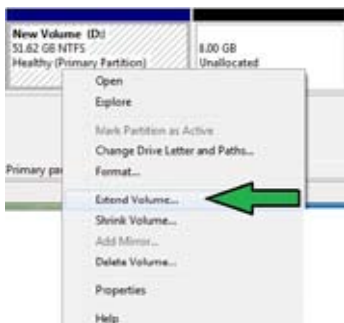 New Volume (D:)
51.62 GB NTFS
Healthy (Primary Partition)
8.00 GB
Unallocated
Open
Explore
Mark Partition as Active
Change Drive Letter and Paths...
Format...
Primary par
Extend Volume...
Shrink Volume...
Add Mirror...
Delete Volume...
Properties
Help